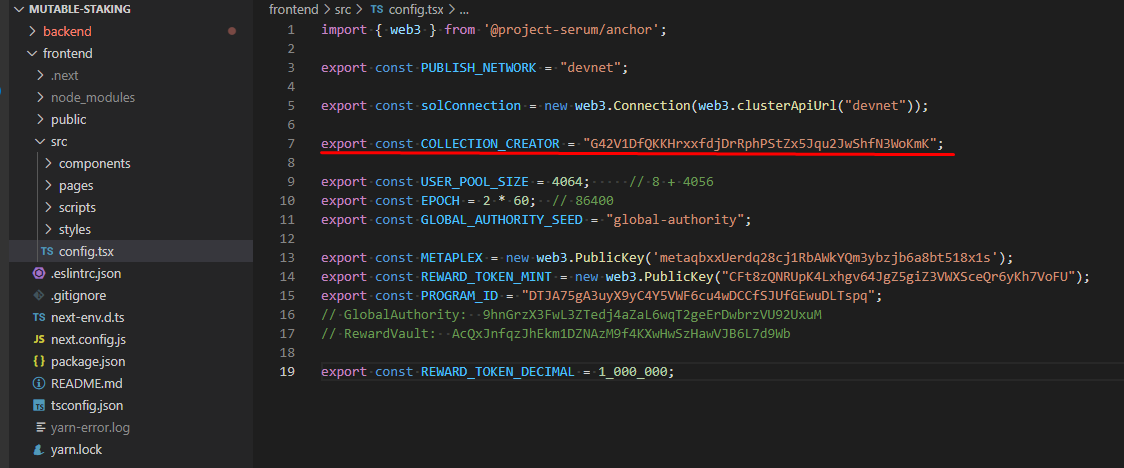 MUTABLE-STAKING
backend
frontend
.next
node_modules
public
src
components
pages
scripts
styles
TS config.tsx
.eslintrc.json
.gitignore
TS next-env.d.ts
JS next.config.js
{} package.json
README.md
tsconfig.json
yarn-error.log
yarn.lock
frontend > src > TS config.tsx > ...
1 import { web3 } from '@project-serum/anchor';
2
3 export const PUBLISH_NETWORK = "devnet";
4
5 export const solConnection = new web3.Connection(web3.clusterApiUrl("devnet"));
6
7 export const COLLECTION_CREATOR = "G42V1DfQKKHrxxfdjDrRphPStZx5Jqu2JwShfN3WoKmK";
8
9 export const USER_POOL_SIZE = 4064;     // 8 + 4056
10 export const EPOCH = 2 * 60;  // 86400
11 export const GLOBAL_AUTHORITY_SEED = "global-authority";
12
13 export const METAPLEX = new web3.PublicKey('metaqbxxUerdq28cj1RbAWkYQm3ybzjb6a8bt518x1s');
14 export const REWARD_TOKEN_MINT = new web3.PublicKey("CFt8zQNRUpK4Lxhgv64JgZ5giZ3VWXSceQr6yKh7VoFU");
15 export const PROGRAM_ID = "DTJA75gA3uyX9yC4Y5VWF6cu4wDCCfSJUfGEwuDLTspq";
16 // GlobalAuthority:  9hnGrzX3FwL3ZTedj4aZaL6wqT2geErDwbrzVU92UxuM
17 // RewardVault:  AcQxJnfqzJhEkm1DZNAzM9f4KXwHwSzHawVJB6L7d9Wb
18
19 export const REWARD_TOKEN_DECIMAL = 1_000_000;